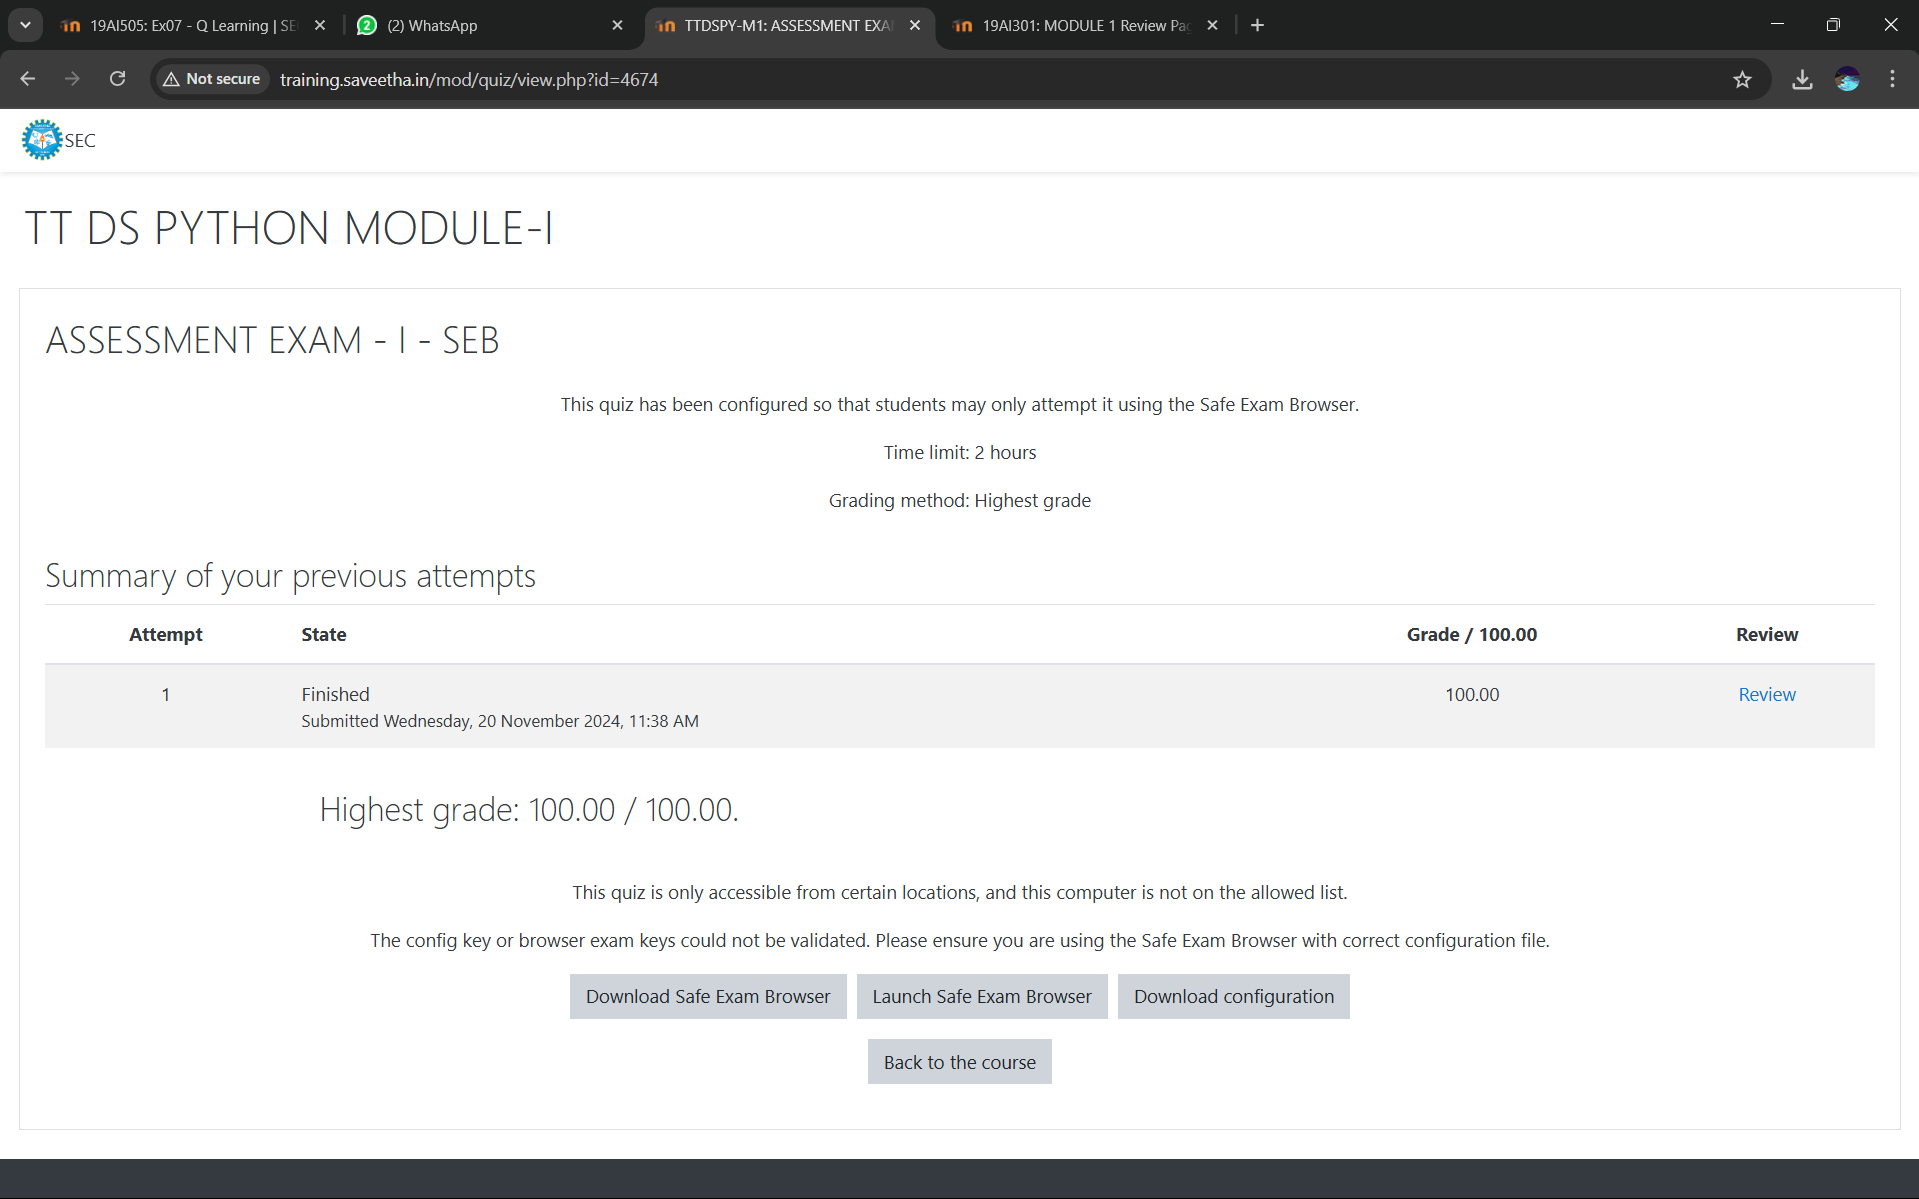 19AI505: Ex07 - Q Learning | SE
(2) WhatsApp
TTDSPY-M1: ASSESSMENT EXA
19AI301: MODULE 1 Review Pag
Not secure
training.saveetha.in/mod/quiz/view.php?id=4674
SEC
TT DS PYTHON MODULE-I
ASSESSMENT EXAM - I - SEB
This quiz has been configured so that students may only attempt it using the Safe Exam Browser.
Time limit: 2 hours
Grading method: Highest grade
Summary of your previous attempts
Attempt State Grade / 100.00 Review
1 Finished 100.00 Review
Submitted Wednesday, 20 November 2024, 11:38 AM
Highest grade: 100.00 / 100.00.
This quiz is only accessible from certain locations, and this computer is not on the allowed list.
The config key or browser exam keys could not be validated. Please ensure you are using the Safe Exam Browser with correct configuration file.
Download Safe Exam Browser Launch Safe Exam Browser Download configuration
Back to the course